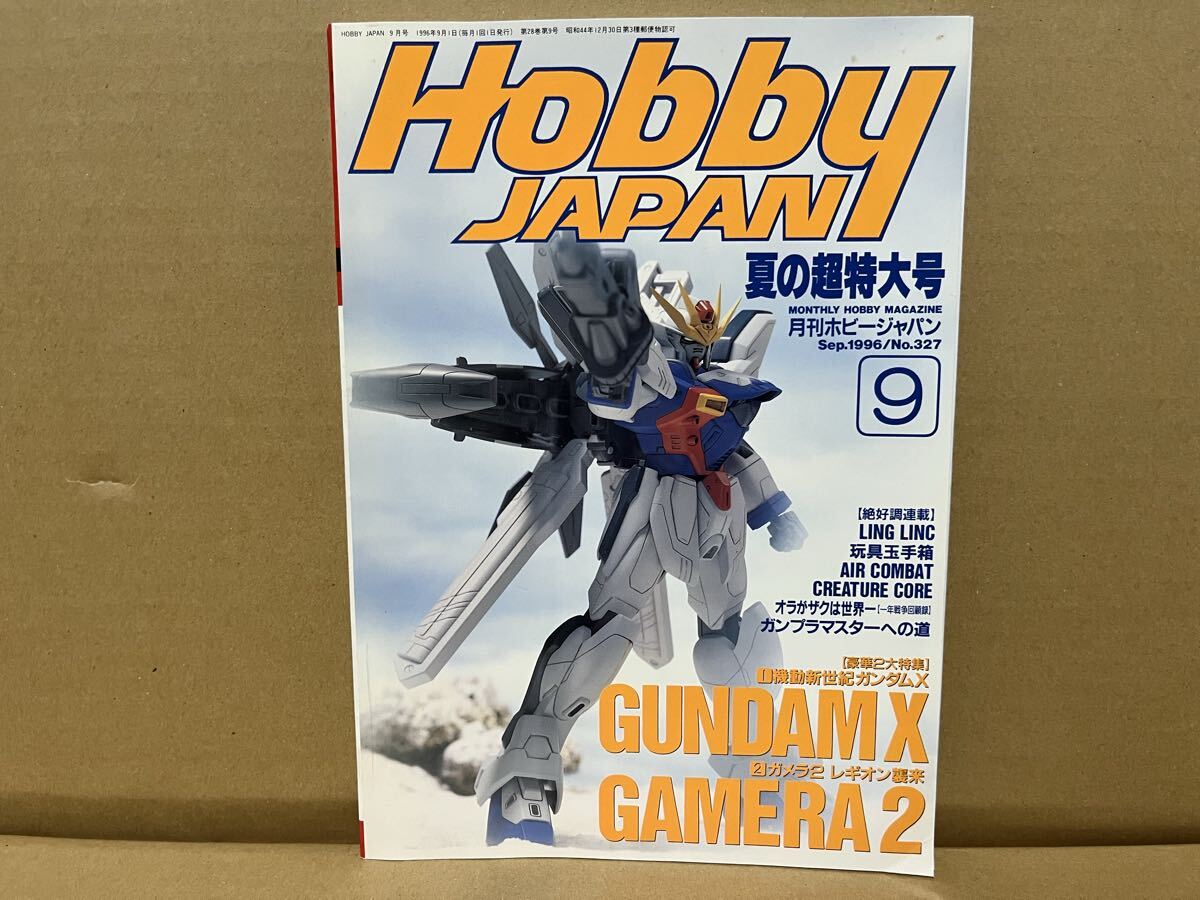 HOBBY JAPAN 9月号 1996年9月1日(毎月1回1日発行) 第28巻第9号 昭和44年12月30日第3種郵便物認可
Hobby
JAPAN
夏の超特大号
MONTHLY HOBBY MAGAZINE
月刊ホビージャパン
Sep.1996/No.327
9
【絶好調連載】
LING LINC
玩具玉手箱
AIR COMBAT
CREATURE CORE
オラがザクは世界一【一年戦争回顧録】
ガンプラマスターへの道
【豪華2大特集】
1機動新世紀ガンダムX
GUNDAM X
2ガメラ2 レギオン襲来
GAMERA 2